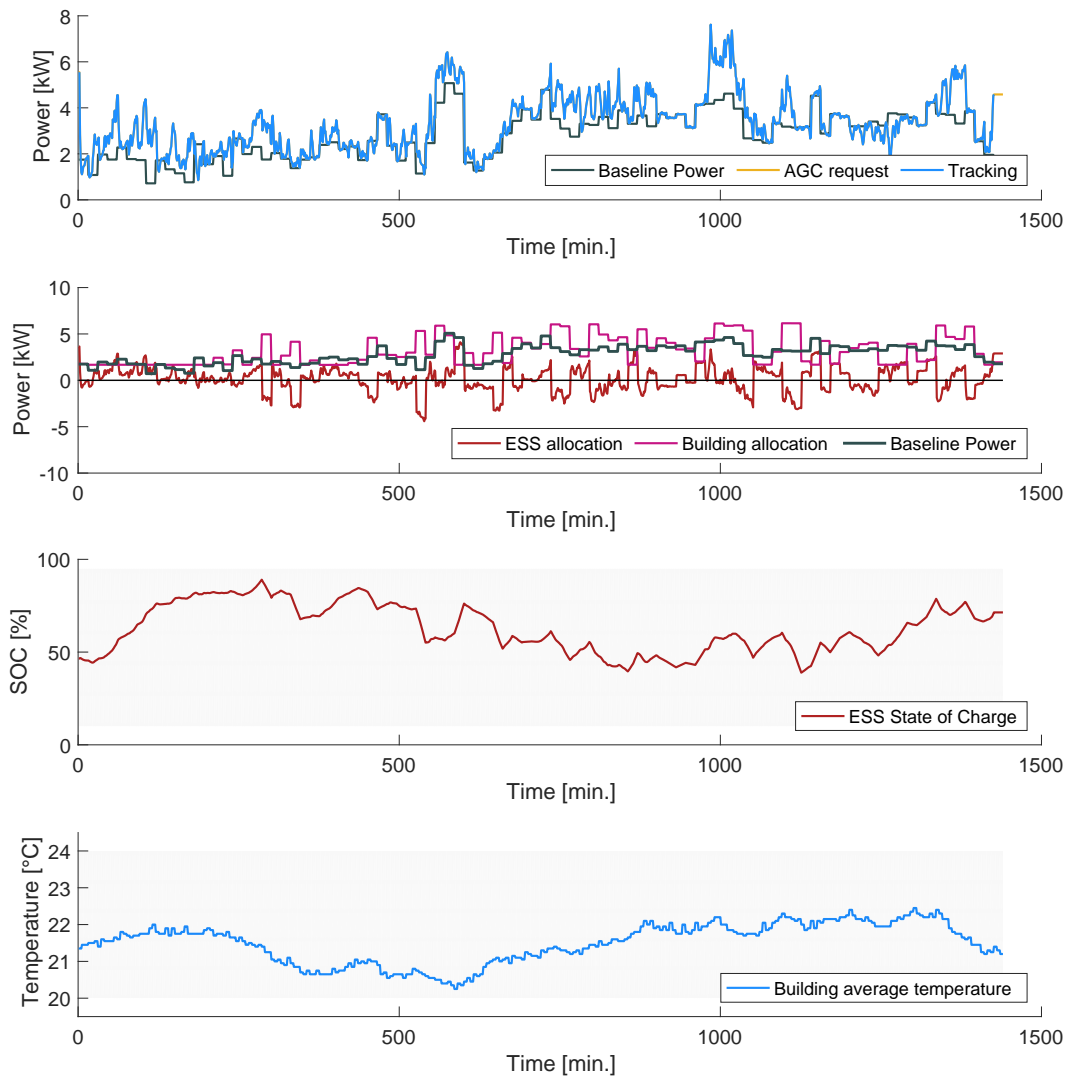 8
6
4
2
0
Power [kW]
0 500 1000 1500
Time [min.]
Baseline Power AGC request Tracking
10
5
0
-5
-10
Power [kW]
0 500 1000 1500
Time [min.]
ESS allocation Building allocation Baseline Power
100
50
0
SOC [%]
0 500 1000 1500
Time [min.]
ESS State of Charge
24
23
22
21
20
Temperature [°C]
0 500 1000 1500
Time [min.]
Building average temperature